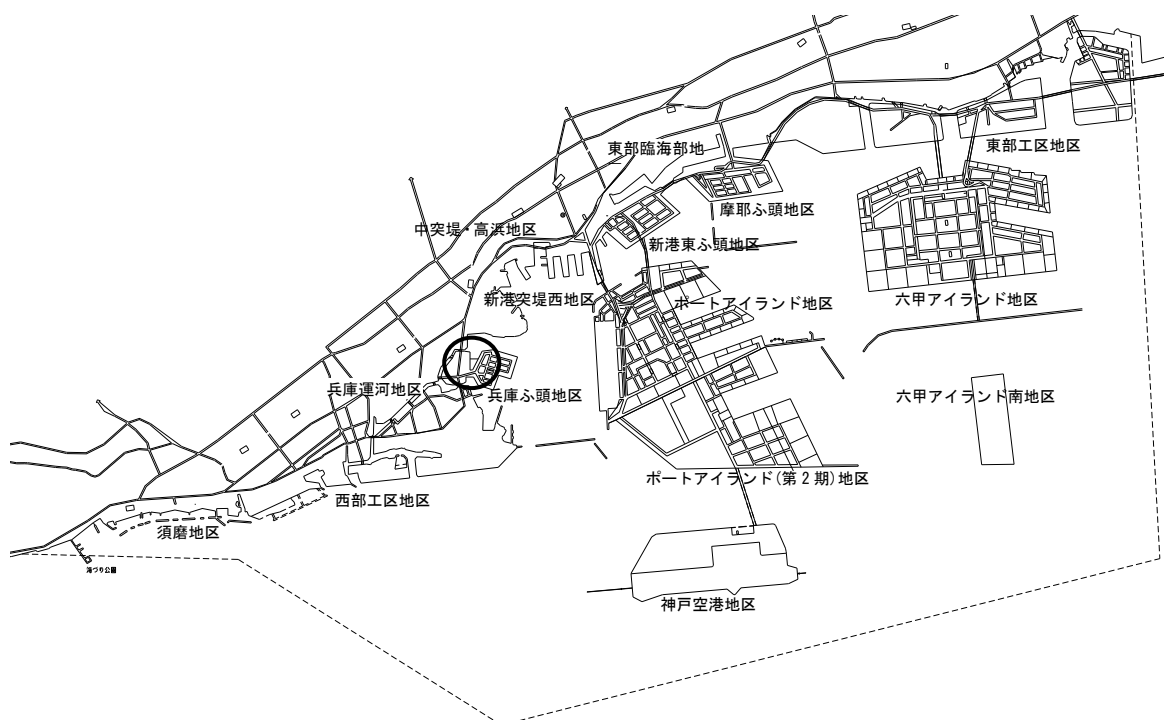 東部臨海部地
東部工区地区
摩耶ふ頭地区
中突堤・高浜地区
新港東ふ頭地区
新港突堤西地区
ポートアイランド地区
六甲アイランド地区
兵庫運河地区
兵庫ふ頭地区
六甲アイランド南地区
ポートアイランド(第2期)地区
西部工区地区
須磨地区
海づり公園
神戸空港地区